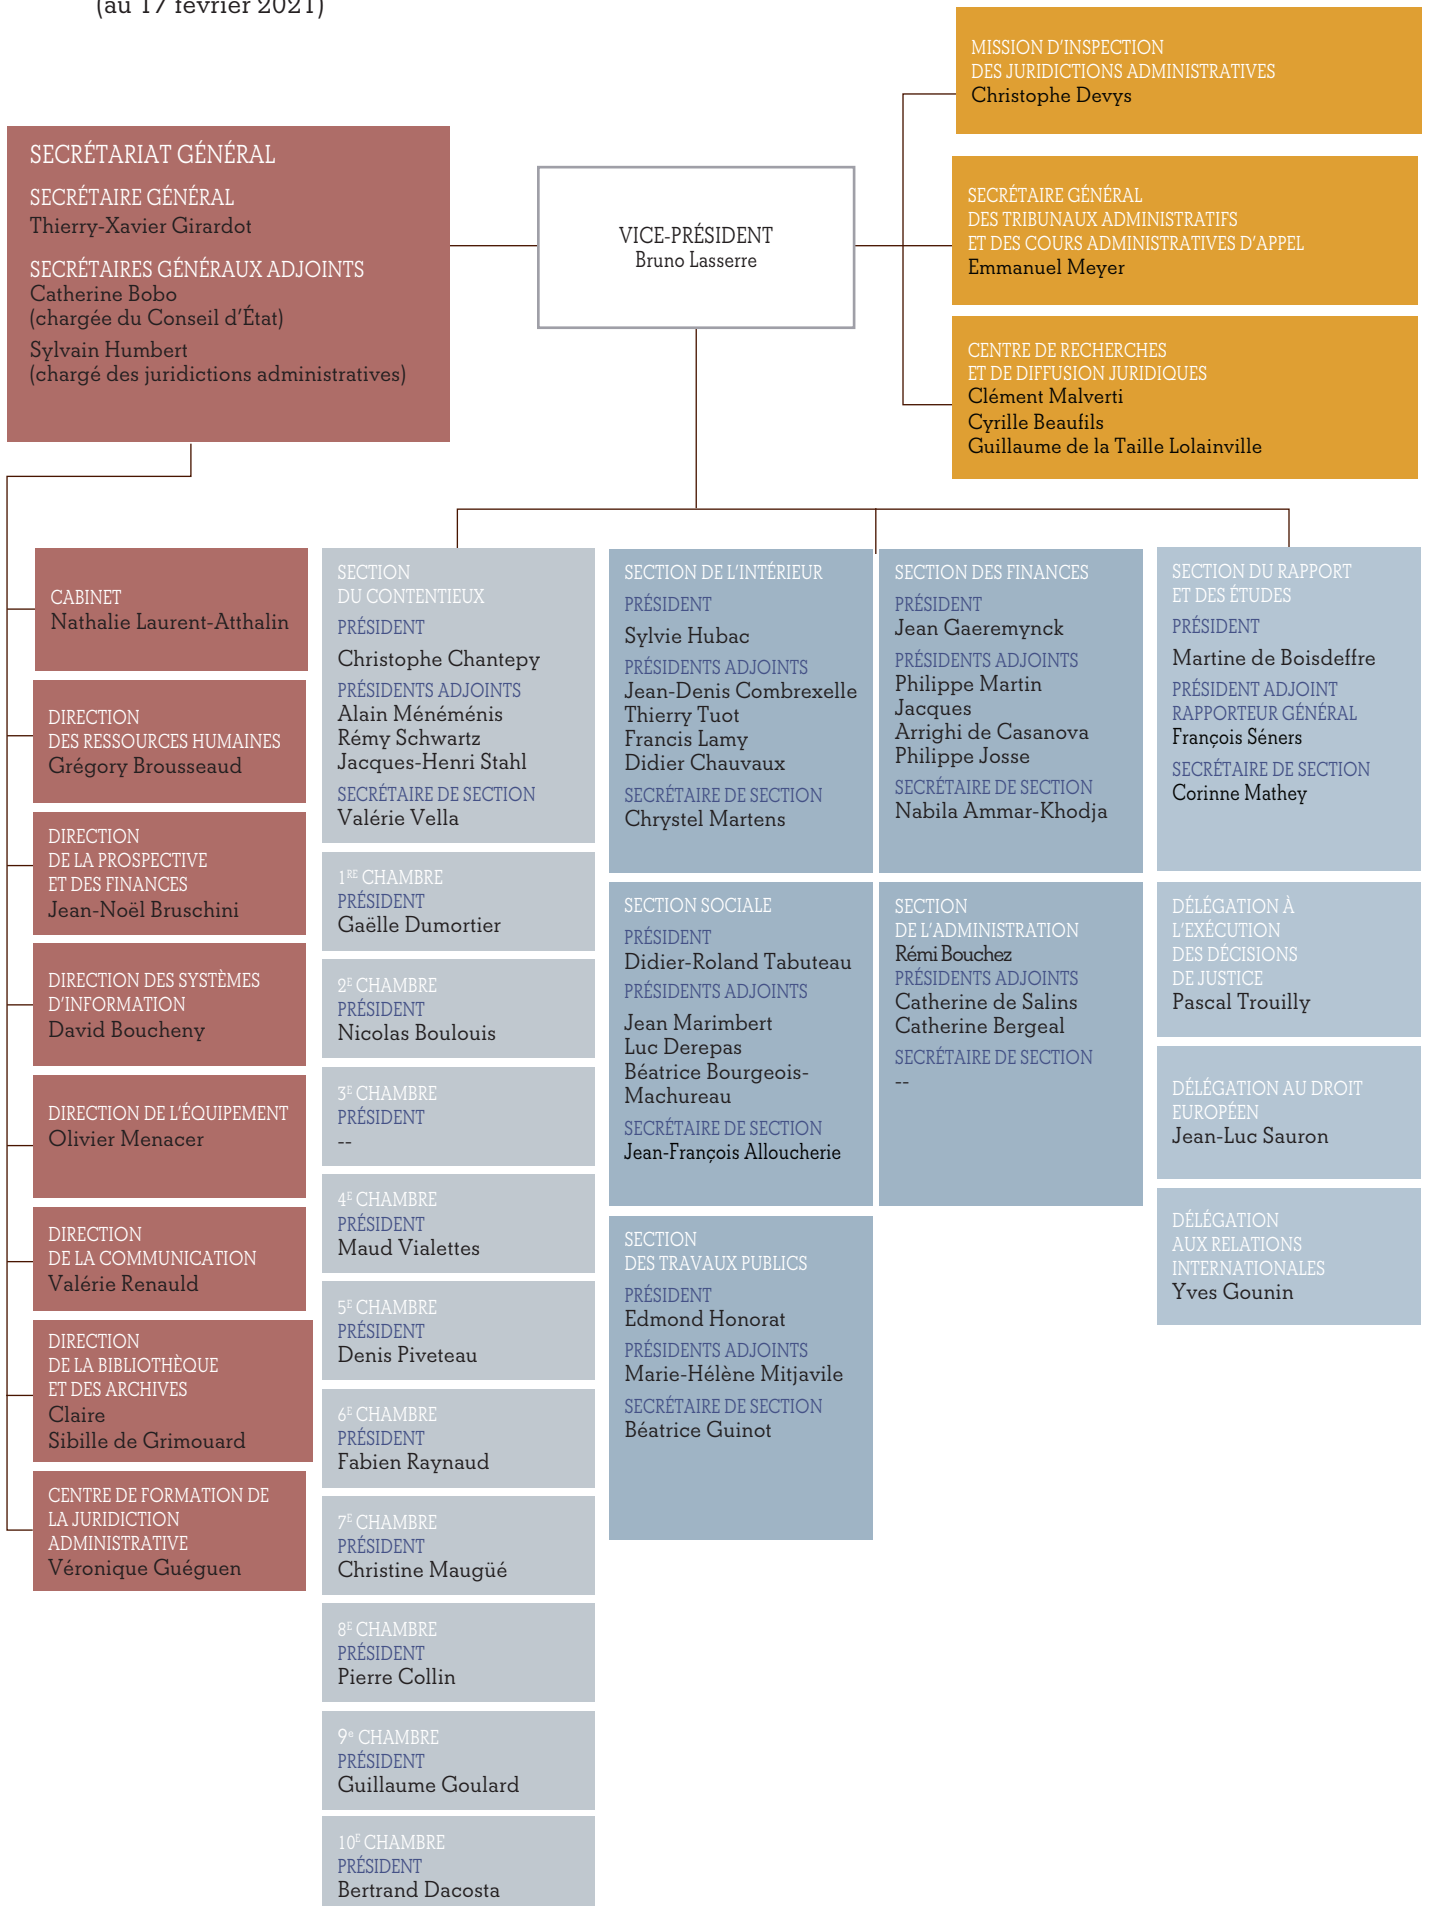 (au 17 février 2021)
MISSION D'INSPECTION
DES JURIDICTIONS ADMINISTRATIVES
Christophe Devys
SECRÉTARIAT GÉNÉRAL
SECRÉTAIRE GÉNÉRAL
Thierry-Xavier Girardot
SECRÉTAIRES GÉNÉRAUX ADJOINTS
Catherine Bobo
(chargée du Conseil d'État)
Sylvain Humbert
(chargé des juridictions administratives)
VICE-PRÉSIDENT
Bruno Lasserre
SECRÉTAIRE GÉNÉRAL
DES TRIBUNAUX ADMINISTRATIFS
ET DES COURS ADMINISTRATIVES D'APPEL
Emmanuel Meyer
CENTRE DE RECHERCHES
ET DE DIFFUSION JURIDIQUES
Clément Malverti
Cyrille Beaufils
Guillaume de la Taille Lolainville
CABINET
Nathalie Laurent-Atthalin
DIRECTION
DES RESSOURCES HUMAINES
Grégory Brousseaud
DIRECTION
DE LA PROSPECTIVE
ET DES FINANCES
Jean-Noël Bruschini
DIRECTION DES SYSTÈMES
D'INFORMATION
David Boucheny
DIRECTION DE L'ÉQUIPEMENT
Olivier Menacer
DIRECTION
DE LA COMMUNICATION
Valérie Renauld
DIRECTION
DE LA BIBLIOTHÈQUE
ET DES ARCHIVES
Claire
Sibille de Grimouard
CENTRE DE FORMATION DE
LA JURIDICTION
ADMINISTRATIVE
Véronique Guéguen
SECTION
DU CONTENTIEUX
PRÉSIDENT
Christophe Chantepy
PRÉSIDENTS ADJOINTS
Alain Ménéménis
Rémy Schwartz
Jacques-Henri Stahl
SECRÉTAIRE DE SECTION
Valérie Vella
1RE CHAMBRE
PRÉSIDENT
Gaëlle Dumortier
2E CHAMBRE
PRÉSIDENT
Nicolas Boulouis
3E CHAMBRE
PRÉSIDENT
--
4E CHAMBRE
PRÉSIDENT
Maud Vialettes
5E CHAMBRE
PRÉSIDENT
Denis Piveteau
6E CHAMBRE
PRÉSIDENT
Fabien Raynaud
7E CHAMBRE
PRÉSIDENT
Christine Maugüé
8E CHAMBRE
PRÉSIDENT
Pierre Collin
9e CHAMBRE
PRÉSIDENT
Guillaume Goulard
10E CHAMBRE
PRÉSIDENT
Bertrand Dacosta
SECTION DE L'INTÉRIEUR
PRÉSIDENT
Sylvie Hubac
PRÉSIDENTS ADJOINTS
Jean-Denis Combrexelle
Thierry Tuot
Francis Lamy
Didier Chauvaux
SECRÉTAIRE DE SECTION
Chrystel Martens
SECTION SOCIALE
PRÉSIDENT
Didier-Roland Tabuteau
PRÉSIDENTS ADJOINTS
Jean Marimbert
Luc Derepas
Béatrice Bourgeois-
Machureau
SECRÉTAIRE DE SECTION
Jean-François Alloucherie
SECTION
DES TRAVAUX PUBLICS
PRÉSIDENT
Edmond Honorat
PRÉSIDENTS ADJOINTS
Marie-Hélène Mitjavile
SECRÉTAIRE DE SECTION
Béatrice Guinot
SECTION DES FINANCES
PRÉSIDENT
Jean Gaeremynck
PRÉSIDENTS ADJOINTS
Philippe Martin
Jacques
Arrighi de Casanova
Philippe Josse
SECRÉTAIRE DE SECTION
Nabila Ammar-Khodja
SECTION
DE L'ADMINISTRATION
Rémi Bouchez
PRÉSIDENTS ADJOINTS
Catherine de Salins
Catherine Bergeal
SECRÉTAIRE DE SECTION
--
SECTION DU RAPPORT
ET DES ÉTUDES
PRÉSIDENT
Martine de Boisdeffre
PRÉSIDENT ADJOINT
RAPPORTEUR GÉNÉRAL
François Séners
SECRÉTAIRE DE SECTION
Corinne Mathey
DÉLÉGATION À
L'EXÉCUTION
DES DÉCISIONS
DE JUSTICE
Pascal Trouilly
DÉLÉGATION AU DROIT
EUROPÉEN
Jean-Luc Sauron
DÉLÉGATION
AUX RELATIONS
INTERNATIONALES
Yves Gounin